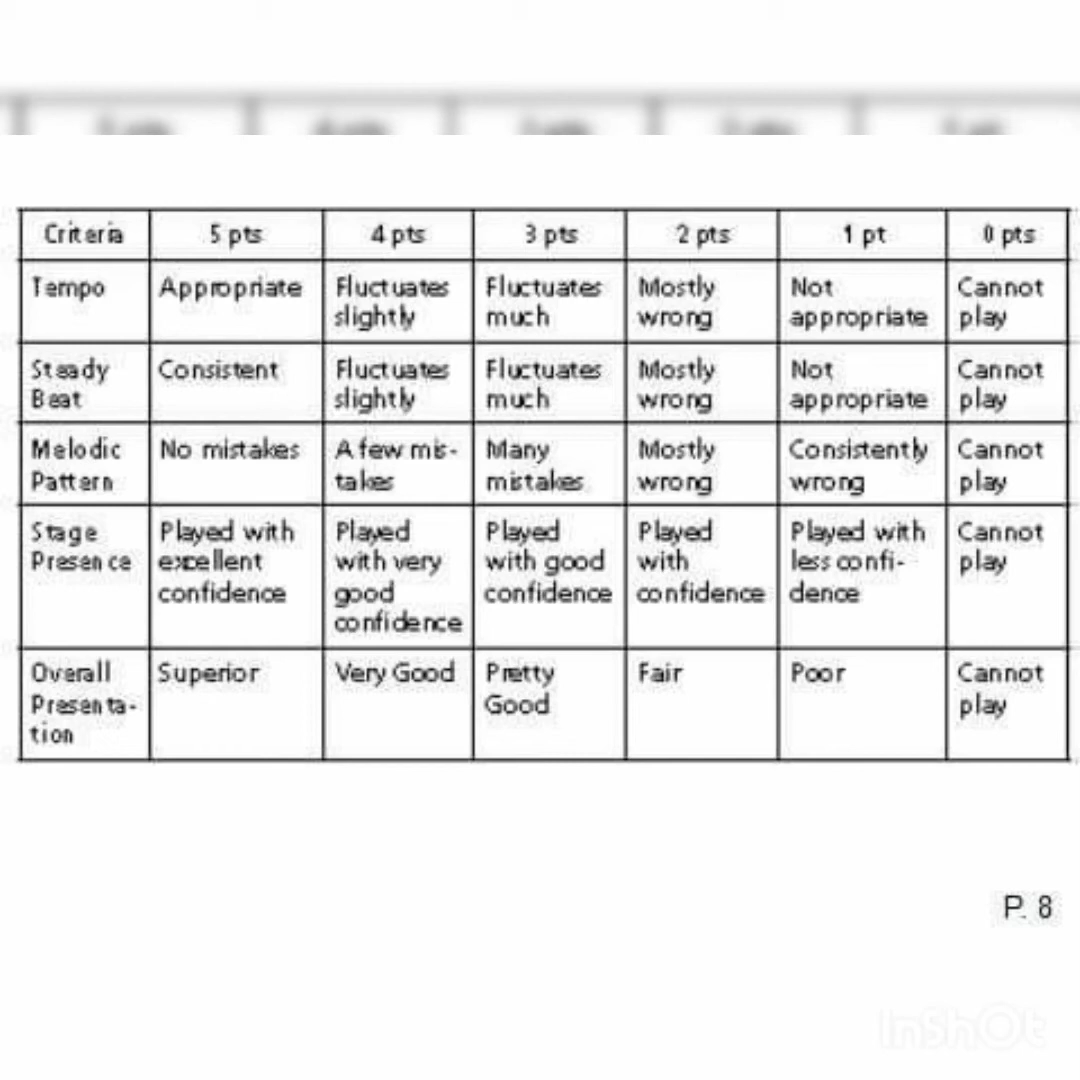 Criteria 5 pts 4 pts 3 pts 2 pts 1 pt 0 pts
Tempo Appropriate Fluctuates Fluctuates Mostly Not Cannot
slightly much wrong appropriate play
Steady Consistent Fluctuates Fluctuates Mostly Not Cannot
Beat slightly much wrong appropriate play
Melodic No mistakes A few mis- Many Mostly Consistently Cannot
Pattern takes mistakes wrong wrong play
Stage Played with Played Played Played Played with Cannot
Presence excellent with very with good with less confi- play
confidence good confidence confidence dence
confidence
Overall Superior Very Good Pretty Fair Poor Cannot
Presenta- Good play
tion
P. 8
InShOt